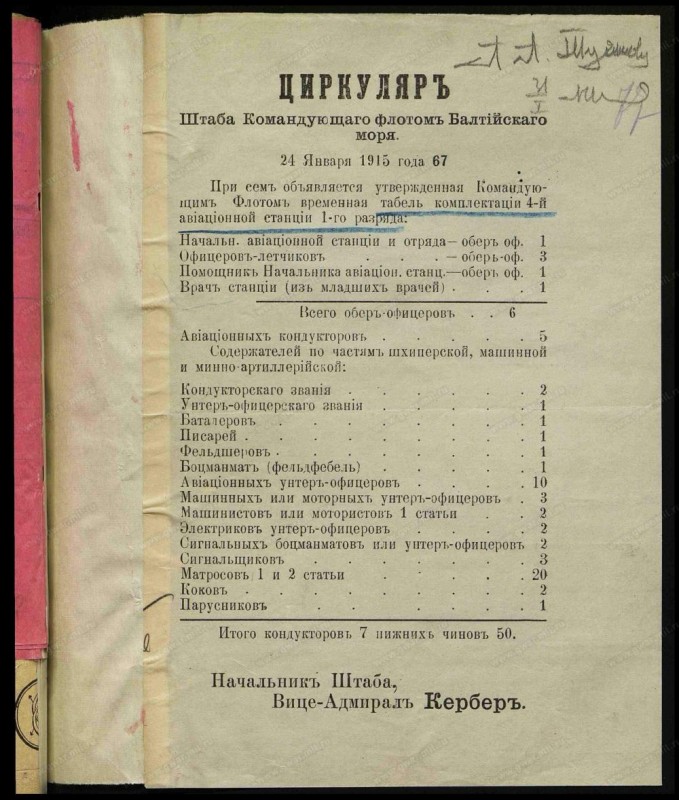 ЦИРКУЛЯРЪ
Штаба Командующаго флотомъ Балтійскаго
моря.
24 Января 1915 года 67
При семъ объявляется утвержденная Командую-
щимъ Флотомъ временная табель комплектаціи 4-й
авіаціонной станціи 1-го разряда:
Начальн. авіаціонной станціи и отряда — оберъ оф. 1
Офицеровъ-летчиковъ . . . — оберъ-оф. 3
Помощникъ Начальника авіаціон. станц.—оберъ оф. 1
Врачъ станціи (изъ младшихъ врачей) . . . 1
Всего оберъ-офицеровъ . . 6
Авіаціонныхъ кондукторовъ . . . . . 5
Содержателей по частямъ шхиперской, машинной
и минно-артиллерійской:
Кондукторскаго званія . . . . . . 2
Унтеръ-офицерскаго званія . . . . . 1
Баталеровъ . . . . . . . 1
Писарей . . . . . . . . 1
Фельдшеровъ . . . . . . . 1
Боцманматъ (фельдфебель) . . . . . 1
Авіаціонныхъ унтеръ-офицеровъ . . . . 10
Машинныхъ или моторныхъ унтеръ-офицеровъ . 3
Машинистовъ или мотористовъ 1 статьи . . 2
Электриковъ унтеръ-офицеровъ . . . . 2
Сигнальныхъ боцманматовъ или унтеръ-офицеровъ 2
Сигнальщиковъ . . . . . . 3
Матросовъ 1 и 2 статьи . . . . 20
Коковъ . . . . . . . . 2
Парусниковъ . . . . . . 1
Итого кондукторовъ 7 нижнихъ чиновъ 50.
Начальникъ Штаба,
Вице-Адмиралъ Керберъ.